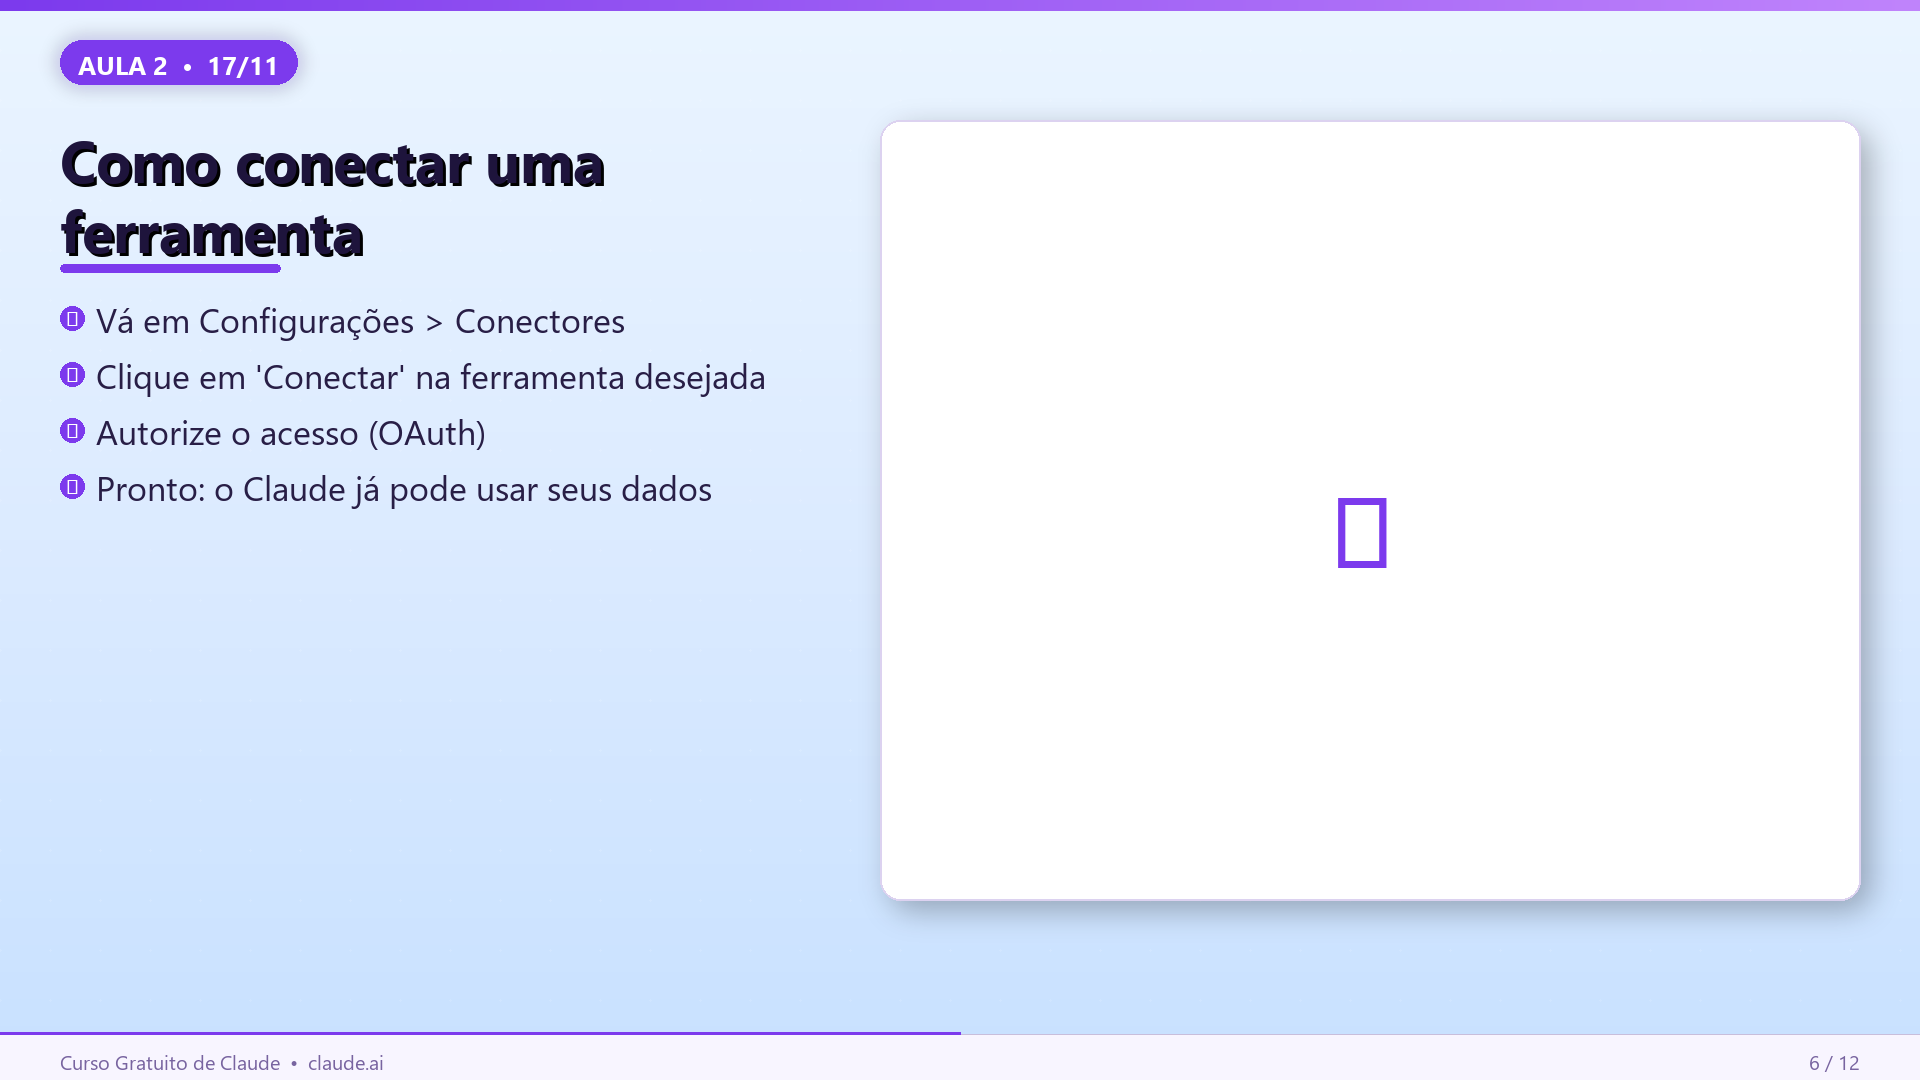 AULA 2 • 17/11
Como conectar uma
ferramenta
Vá em Configurações > Conectores
Clique em 'Conectar' na ferramenta desejada
Autorize o acesso (OAuth)
Pronto: o Claude já pode usar seus dados
Curso Gratuito de Claude • claude.ai
6 / 12